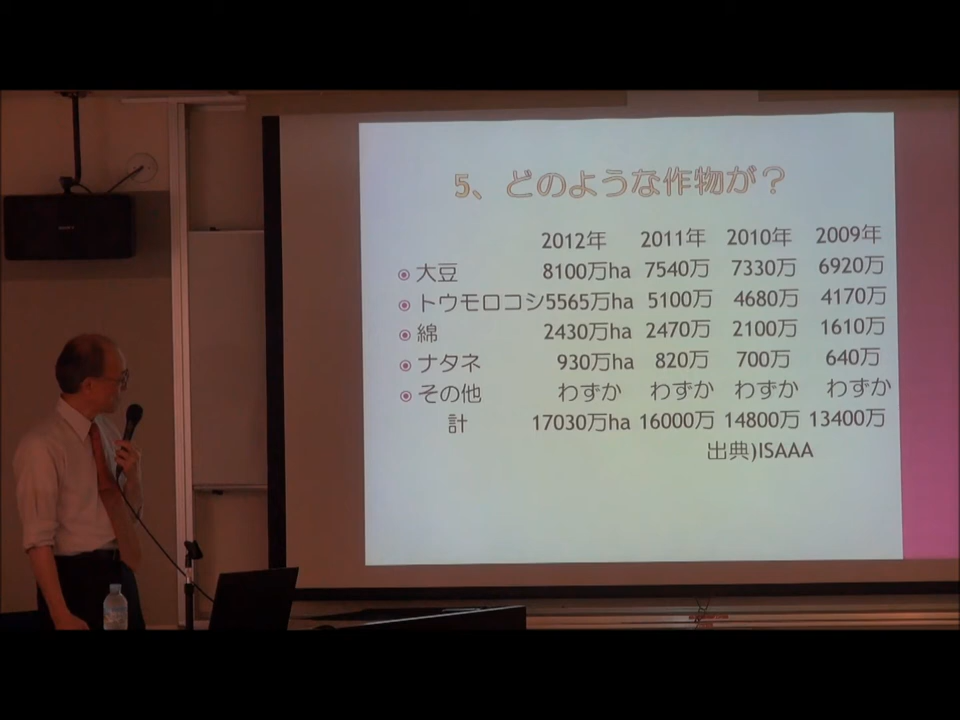 5、どのような作物が？
2012年 2011年 2010年 2009年
大豆 8100万ha 7540万 7330万 6920万
トウモロコシ5565万ha 5100万 4680万 4170万
綿 2430万ha 2470万 2100万 1610万
ナタネ 930万ha 820万 700万 640万
その他 わずか わずか わずか わずか
計 17030万ha 16000万 14800万 13400万
出典)ISAAA